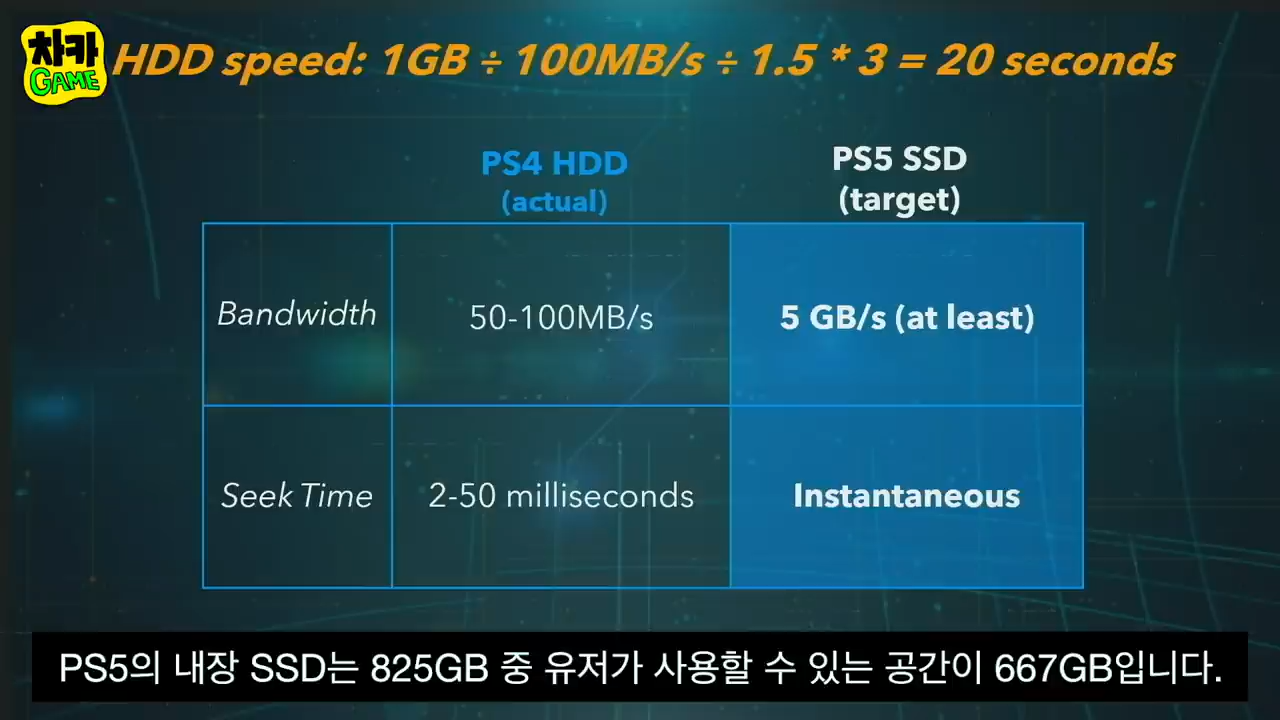 차카
GAME
HDD speed: 1GB ÷ 100MB/s ÷ 1.5 * 3 = 20 seconds
PS4 HDD
(actual)
PS5 SSD
(target)
Bandwidth
50-100MB/s
5 GB/s (at least)
Seek Time
2-50 milliseconds
Instantaneous
PS5의 내장 SSD는 825GB 중 유저가 사용할 수 있는 공간이 667GB입니다.